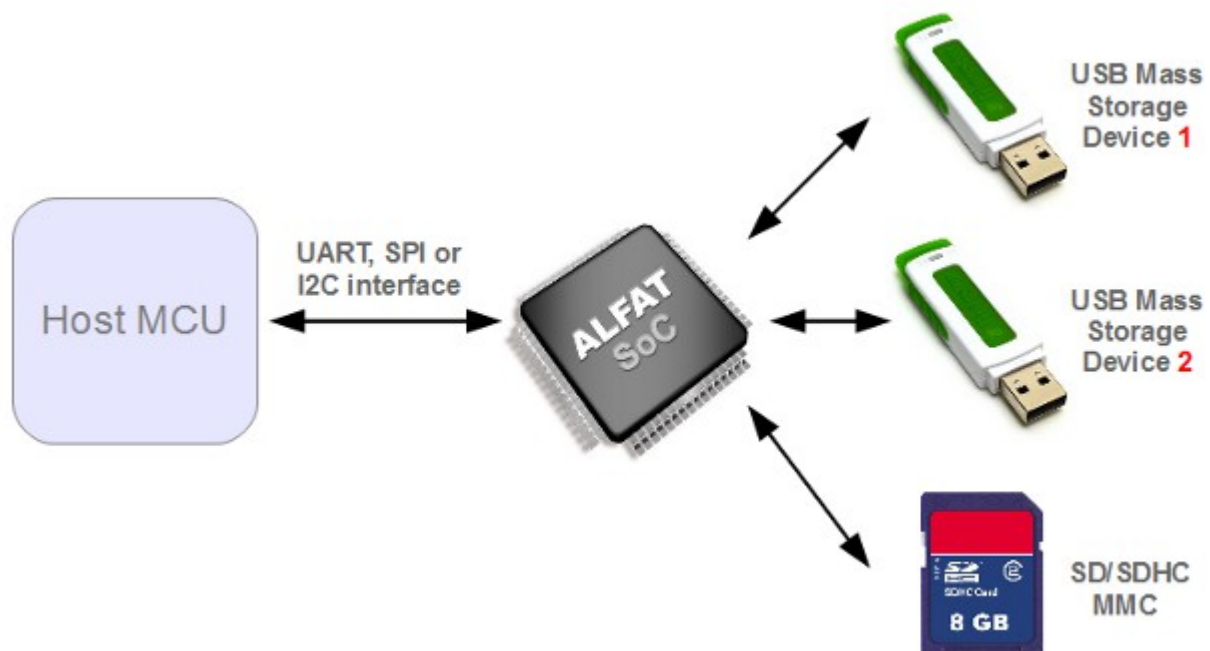 Host MCU
UART, SPI or
I2C interface
ALFAT
SoC
USB Mass
Storage
Device 1
USB Mass
Storage
Device 2
SDHC Card
8 GB
SD/SDHC
MMC